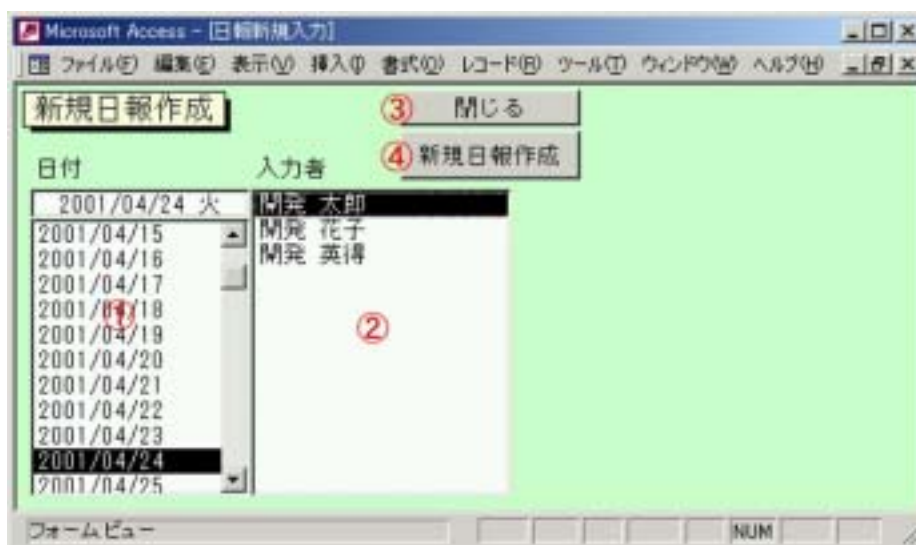 Microsoft Access - [日報新規入力]
ファイル(F) 編集(E) 表示(V) 挿入(I) 書式(O) レコード(R) ツール(T) ウィンドウ(W) ヘルプ(H)
新規日報作成
③ 閉じる
④ 新規日報作成
日付 入力者
2001/04/24 火
開発 太郎
開発 花子
開発 英得
2001/04/15
2001/04/16
2001/04/17
2001/04/18
①
2001/04/19
②
2001/04/20
2001/04/21
2001/04/22
2001/04/23
2001/04/24
2001/04/25
フォーム ビュー NUM